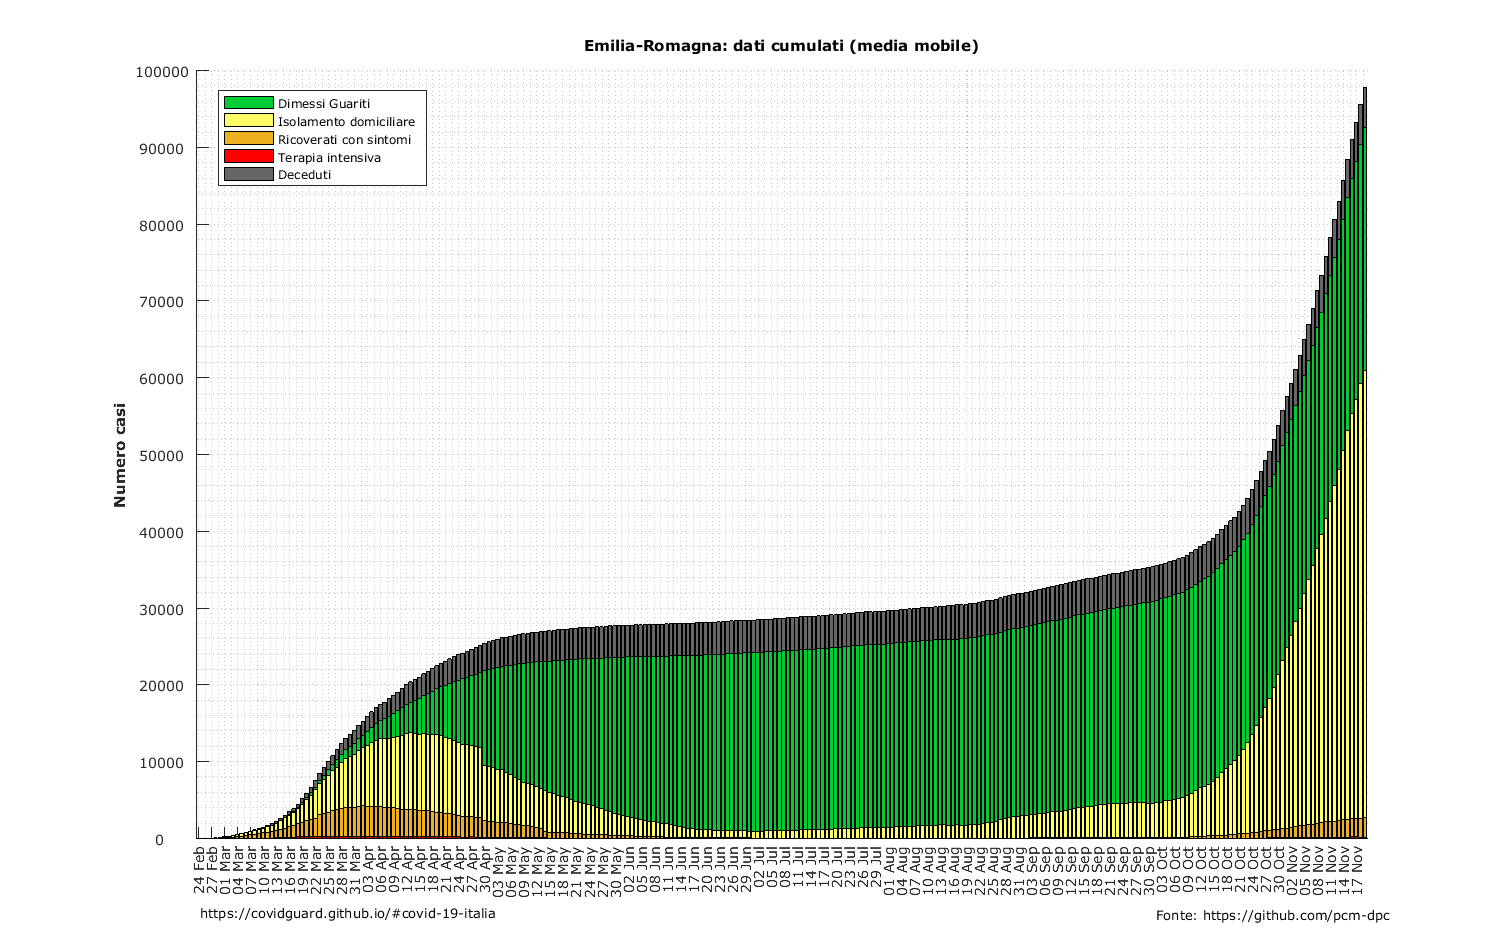 Emilia-Romagna: dati cumulati (media mobile)
Dimessi Guariti
Isolamento domiciliare
Ricoverati con sintomi
Terapia intensiva
Deceduti
Numero casi
100000
90000
80000
70000
60000
50000
40000
30000
20000
10000
0
24 Feb
27 Feb
01 Mar
04 Mar
07 Mar
10 Mar
13 Mar
16 Mar
19 Mar
22 Mar
25 Mar
28 Mar
31 Mar
03 Apr
06 Apr
09 Apr
12 Apr
15 Apr
18 Apr
21 Apr
24 Apr
27 Apr
30 Apr
03 May
06 May
09 May
12 May
15 May
18 May
21 May
24 May
27 May
30 May
02 Jun
05 Jun
08 Jun
11 Jun
14 Jun
17 Jun
20 Jun
23 Jun
26 Jun
29 Jun
02 Jul
05 Jul
08 Jul
11 Jul
14 Jul
17 Jul
20 Jul
23 Jul
26 Jul
29 Jul
01 Aug
04 Aug
07 Aug
10 Aug
13 Aug
16 Aug
19 Aug
22 Aug
25 Aug
28 Aug
31 Aug
03 Sep
06 Sep
09 Sep
12 Sep
15 Sep
18 Sep
21 Sep
24 Sep
27 Sep
30 Sep
03 Oct
06 Oct
09 Oct
12 Oct
15 Oct
18 Oct
21 Oct
24 Oct
27 Oct
30 Oct
02 Nov
05 Nov
08 Nov
11 Nov
14 Nov
17 Nov
https://covidguard.github.io/#covid-19-italia
Fonte: https://github.com/pcm-dpc